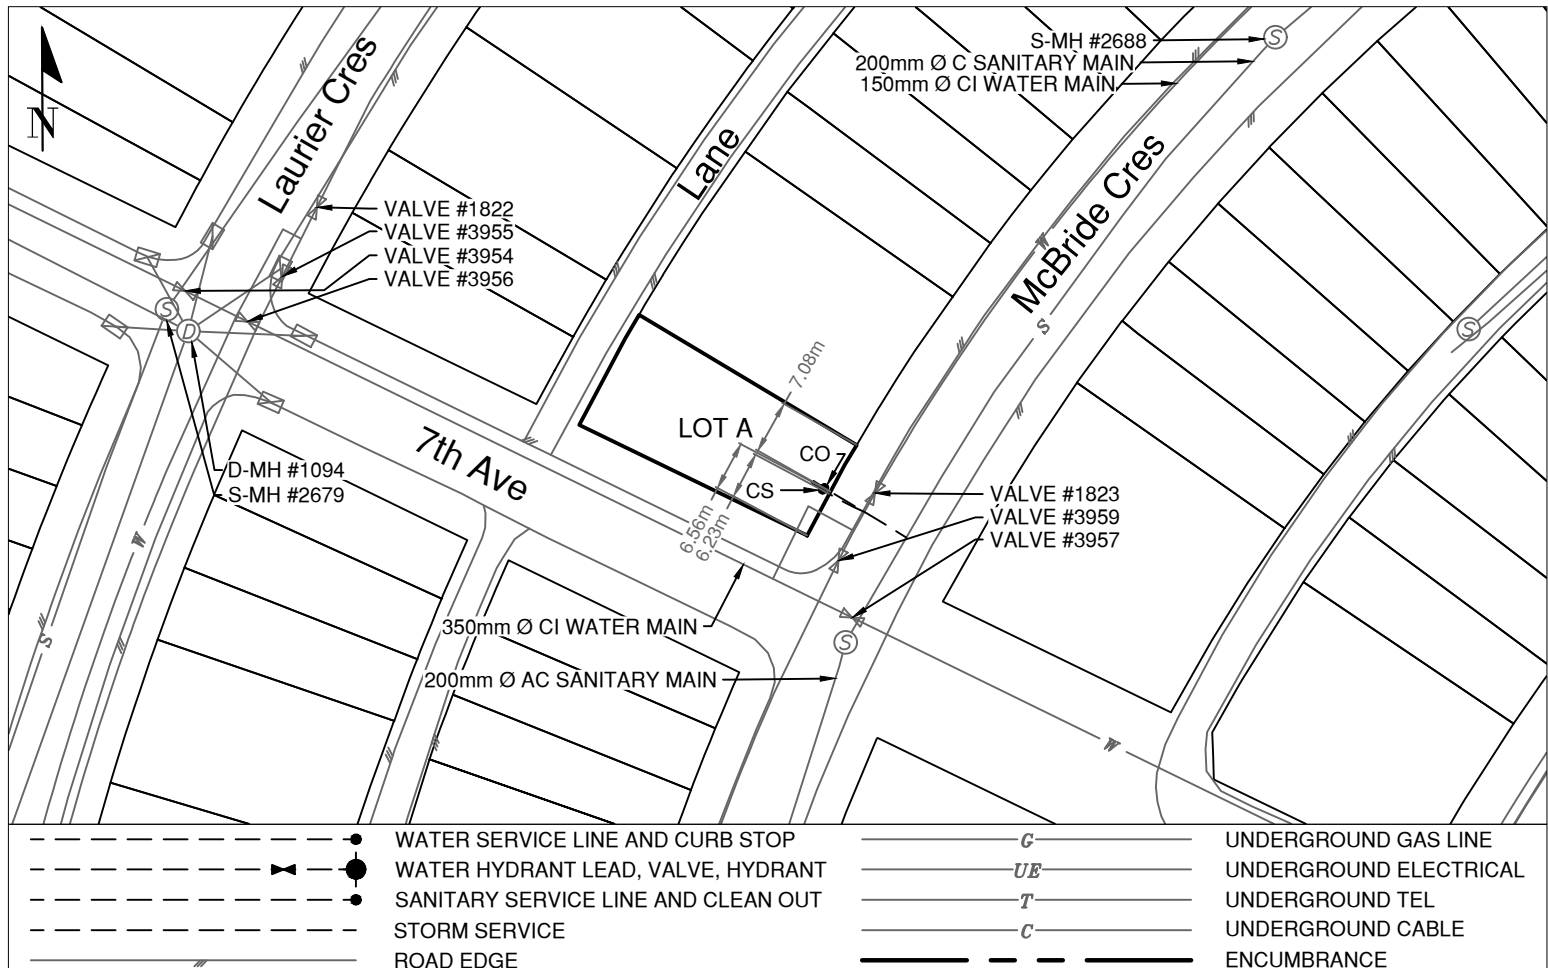 N
Laurier Cres
Lane
McBride Cres
7th Ave
S-MH #2688
200mm Ø C SANITARY MAIN
150mm Ø CI WATER MAIN
S
VALVE #1822
VALVE #3955
VALVE #3954
VALVE #3956
S
D
W
S
S
7.08m
LOT A
CO
CS
6.56m
6.23m
D-MH #1094
S-MH #2679
VALVE #1823
VALVE #3959
VALVE #3957
W
S
350mm Ø CI WATER MAIN
S
200mm Ø AC SANITARY MAIN
W
WATER SERVICE LINE AND CURB STOP
WATER HYDRANT LEAD, VALVE, HYDRANT
SANITARY SERVICE LINE AND CLEAN OUT
STORM SERVICE
ROAD EDGE
G UNDERGROUND GAS LINE
UE UNDERGROUND ELECTRICAL
T UNDERGROUND TEL
C UNDERGROUND CABLE
ENCUMBRANCE